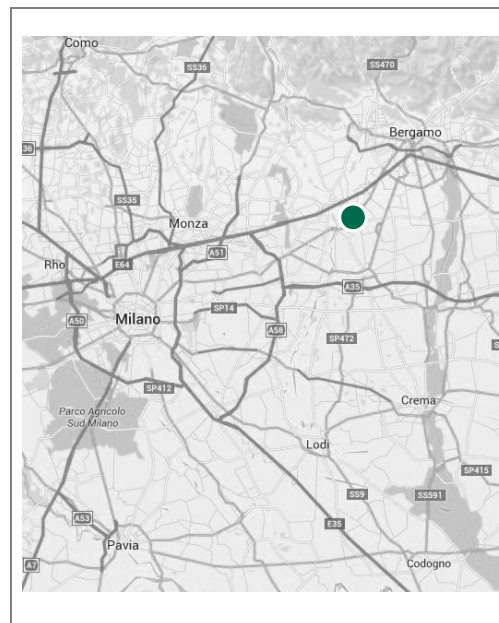 Como
SS36
SS470
Bergamo
36
SS35
Monza
A51
Rho
E64
A35
SP14
Milano
A50
A58
SP472
S
SP412
Crema
Parco Agricolo
Sud Milano
Lodi
SP415
SS9
SS591
A53
E35
Pavia
A7
Codogno